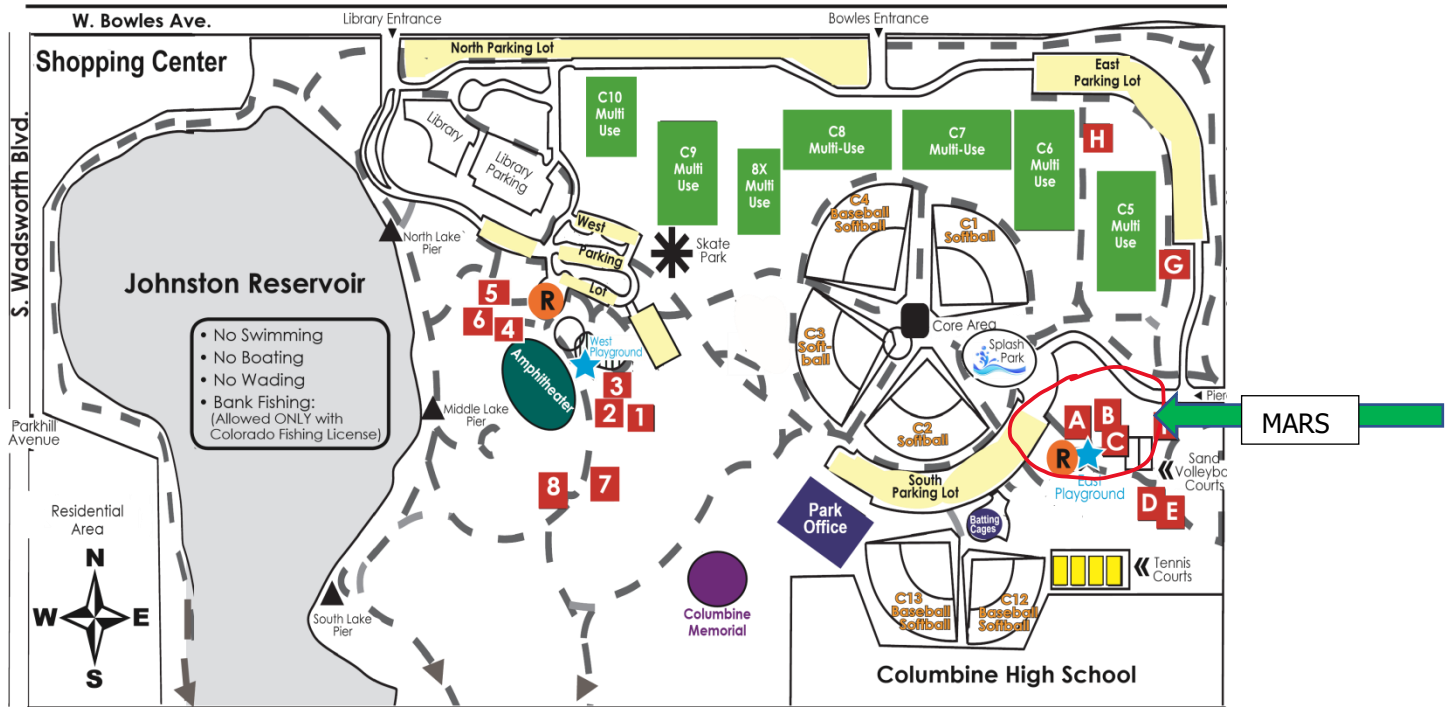 W. Bowles Ave.
Library Entrance
Bowles Entrance
Shopping Center
North Parking Lot
East
Parking Lot
S. Wadsworth Blvd.
C10
Multi
Use
C9
Multi
Use
8X
Multi
Use
C8
Multi-Use
C7
Multi-Use
C6
Multi
Use
H
C5
Multi
Use
G
Library
Library
Parking
West
Parking
Lot
Skate
Park
North Lake
Pier
C4
Baseball
Softball
C1
Softball
Johnston Reservoir
• No Swimming
• No Boating
• No Wading
• Bank Fishing:
(Allowed ONLY with
Colorado Fishing License)
5
R
6
4
West
Playground
Amphitheater
3
2
1
C3
Soft-
ball
Core Area
Splash
Park
C2
Softball
A
B
C
R
East
Playground
MARS
Sand
Courts
D
E
Middle Lake
Pier
Parkhill
Avenue
8
7
South
Parking Lot
Park
Office
Batting
Cages
Tennis
Courts
Residential
Area
N
W
E
S
South Lake
Pier
Columbine
Memorial
C13
Baseball
Softball
C12
Baseball
Softball
Columbine High School